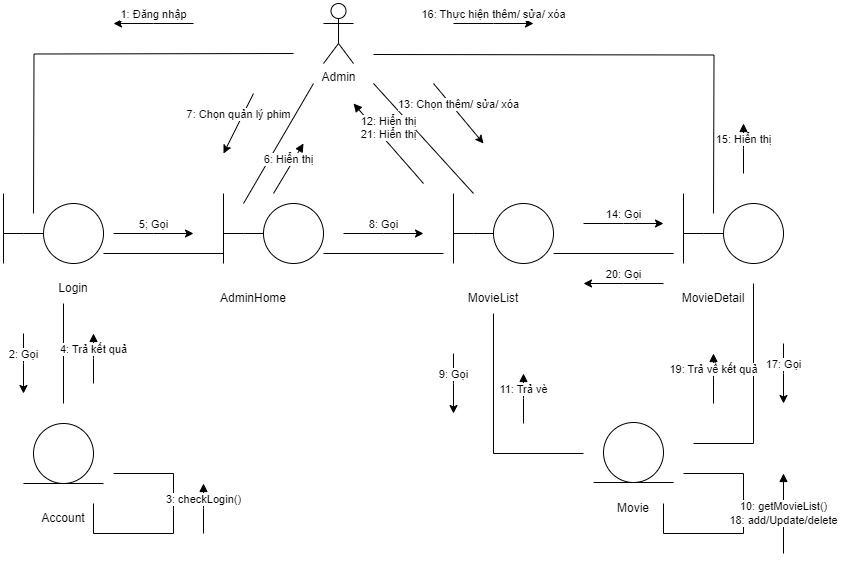 1: Đăng nhập
16: Thực hiện thêm/ sửa/ xóa
Admin
7: Chọn quản lý phim
13: Chọn thêm/ sửa/ xóa
12: Hiển thị
21: Hiển thị
15: Hiển thị
6: Hiển thị
5; Gọi
8: Gọi
14: Gọi
20: Gọi
Login
AdminHome
MovieList
MovieDetail
2: Gọi
4: Trả kết quả
9: Gọi
11: Trả vè
19: Trả về kết quả
17: Gọi
3: checkLogin()
Account
Movie
10: getMovieList()
18: add/Update/delete